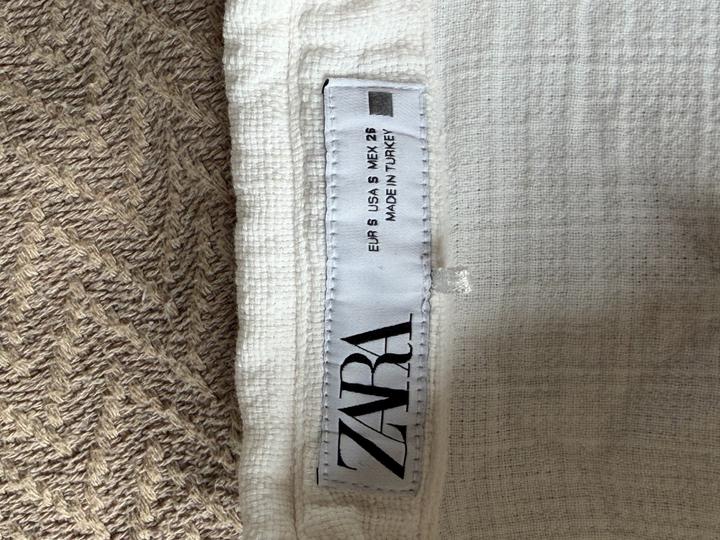 ZARA
EUR S USA S MEX 26
MADE IN TURKEY